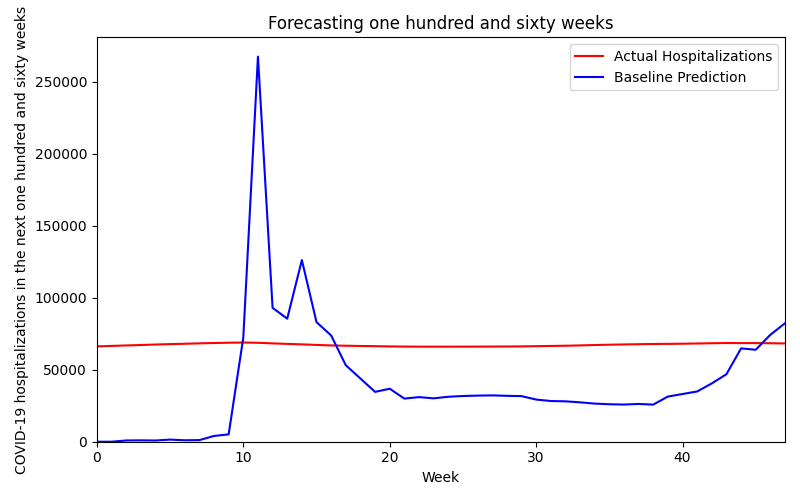 Forecasting one hundred and sixty weeks
COVID-19 hospitalizations in the next one hundred and sixty weeks
250000
200000
150000
100000
50000
0
Actual Hospitalizations
Baseline Prediction
0 10 20 30 40
Week